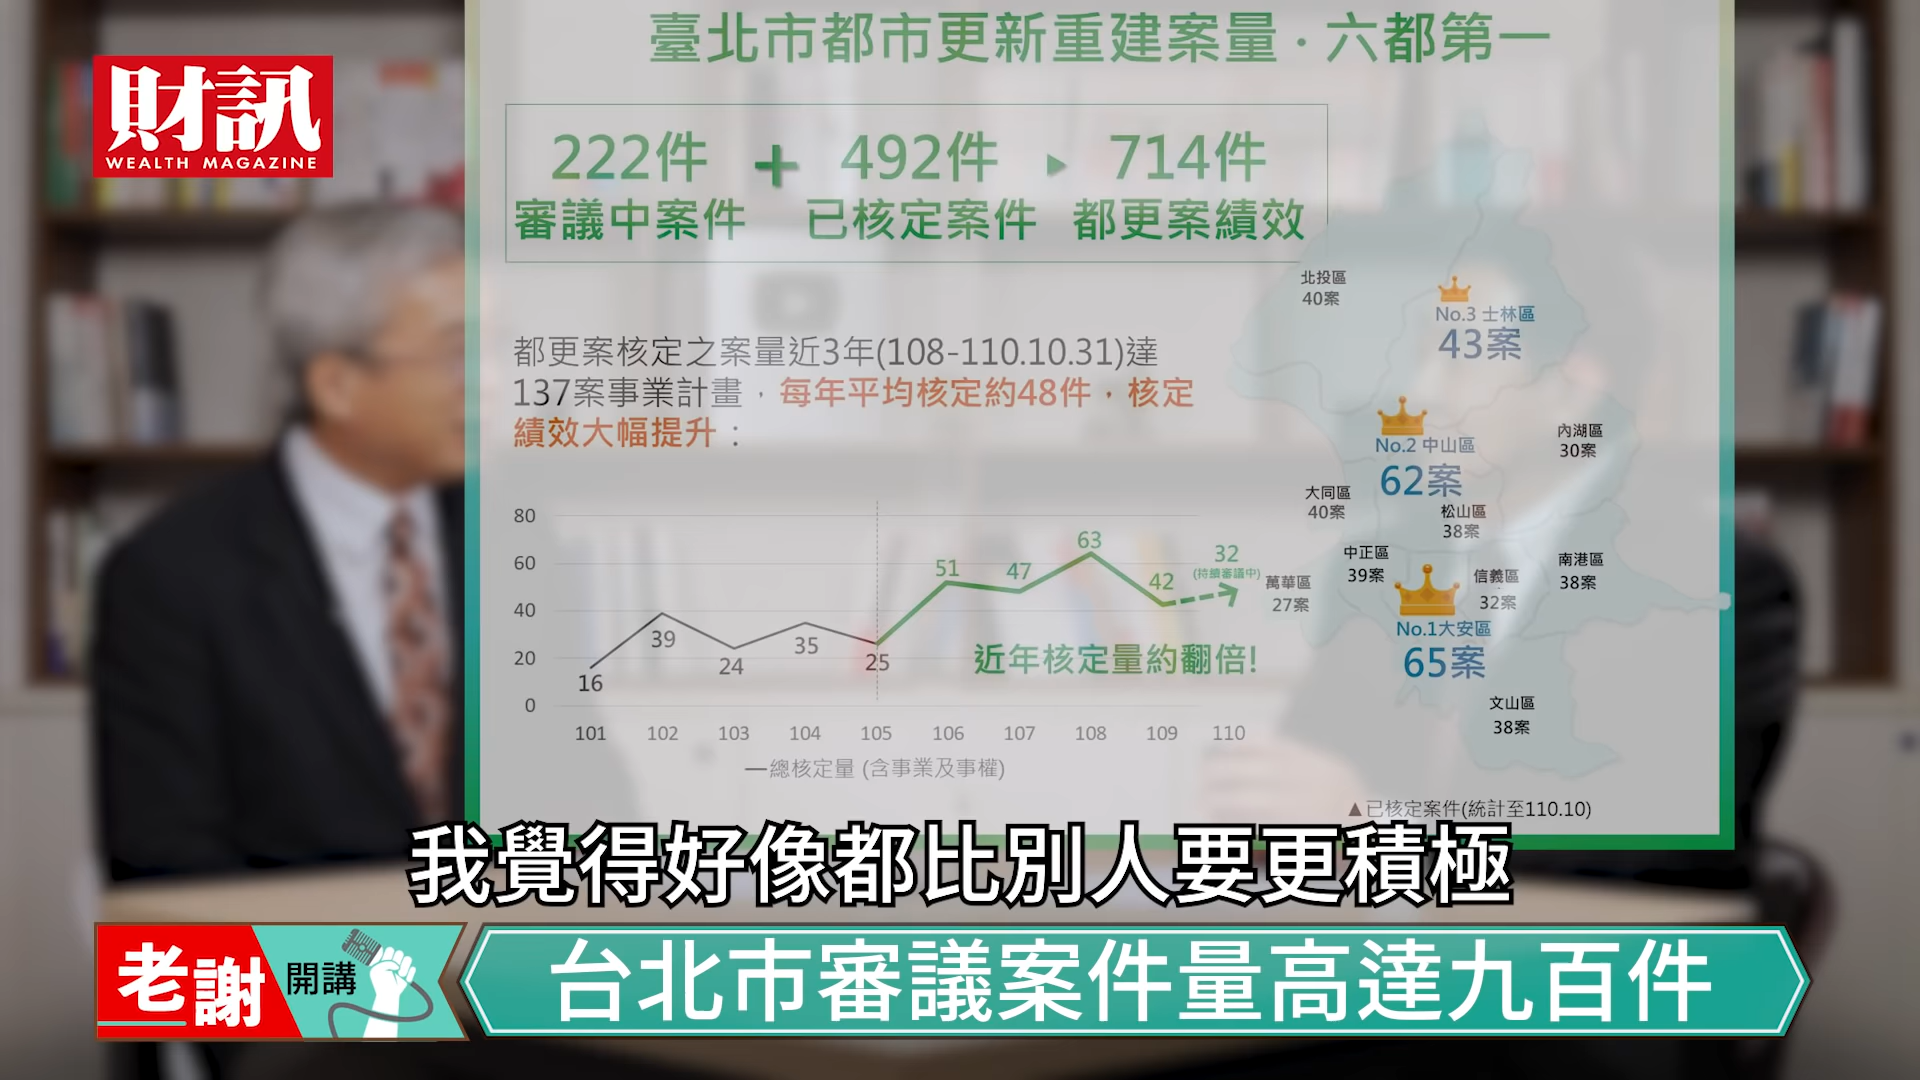 臺北市都市更新重建案量·六都第一
財訊
WEALTH MAGAZINE
222件 + 492件 ▸ 714件
審議中案件 已核定案件 都更案績效
都更案核定之案量近3年(108-110.10.31)達
137案事業計畫，每年平均核定約48件，核定
績效大幅提升：
80
60
40
20
0
16
39
24
35
25
51
47
63
42
32
(持續審議中)
近年核定量約翻倍!
101 102 103 104 105 106 107 108 109 110
—總核定量 (含事業及事權)
北投區
40案
No.3 士林區
43案
No.2 中山區
62案
內湖區
30案
大同區
40案
松山區
38案
中正區
39案
信義區
32案
南港區
38案
萬華區
27案
No.1大安區
65案
文山區
38案
▲已核定案件(統計至110.10)
我覺得好像都比別人要更積極
老謝 開講
台北市審議案件量高達九百件